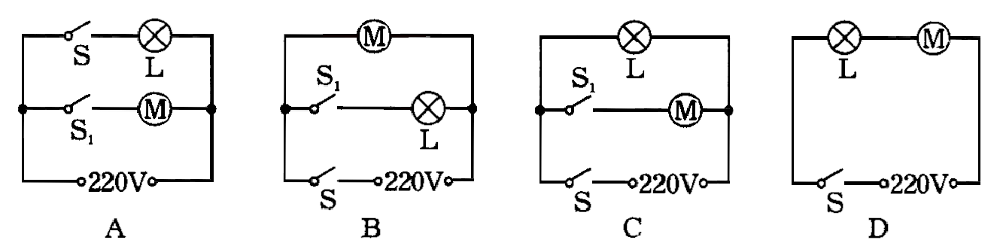 S L S₁ M 220V A
M S₁ L S 220V B
L S₁ M S 220V C
L M S 220V D